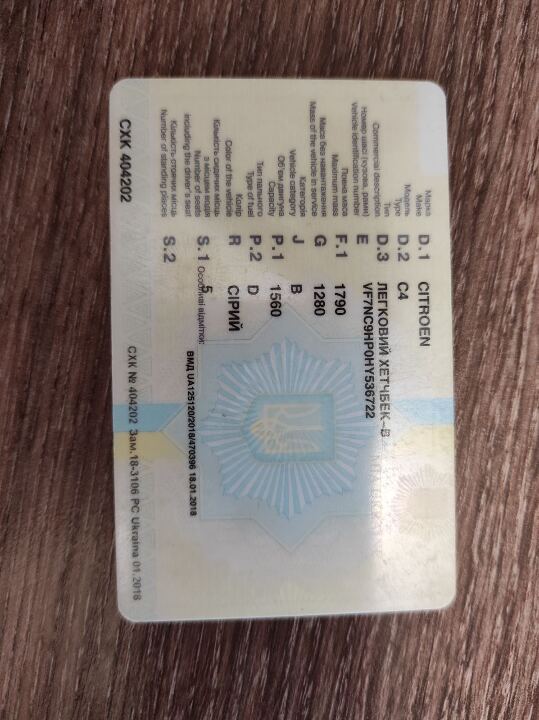 Марка D.1 CITROEN
Make
Модель D.2 C4
Type
Тип D.3 ЛЕГКОВИЙ ХЕТЧБЕК-В
Commercial description
Номер шасі (кузова, рами) E VF7NC9HP0HY536722
Vehicle identification number
Повна маса F.1 1790
Maximum mass
Маса без навантаження G 1280
Mass of the vehicle in service
Категорія J B
Vehicle category
Об'єм двигуна P.1 1560
Capacity
Тип пального P.2 D
Type of fuel
Колір R СІРИЙ
Color of the vehicle
Кількість сидячих місць S.1 5
з місцем водія
Number of seats,
including the driver's seat
Кількість стоячих місць S.2
Number of standing places
Особливі відмітки:
ВМД UA125120/2018/470396 18.01.2018
СХК 404202
СХК № 404202 Зам.18-3106 РС Ukraina 01.2018